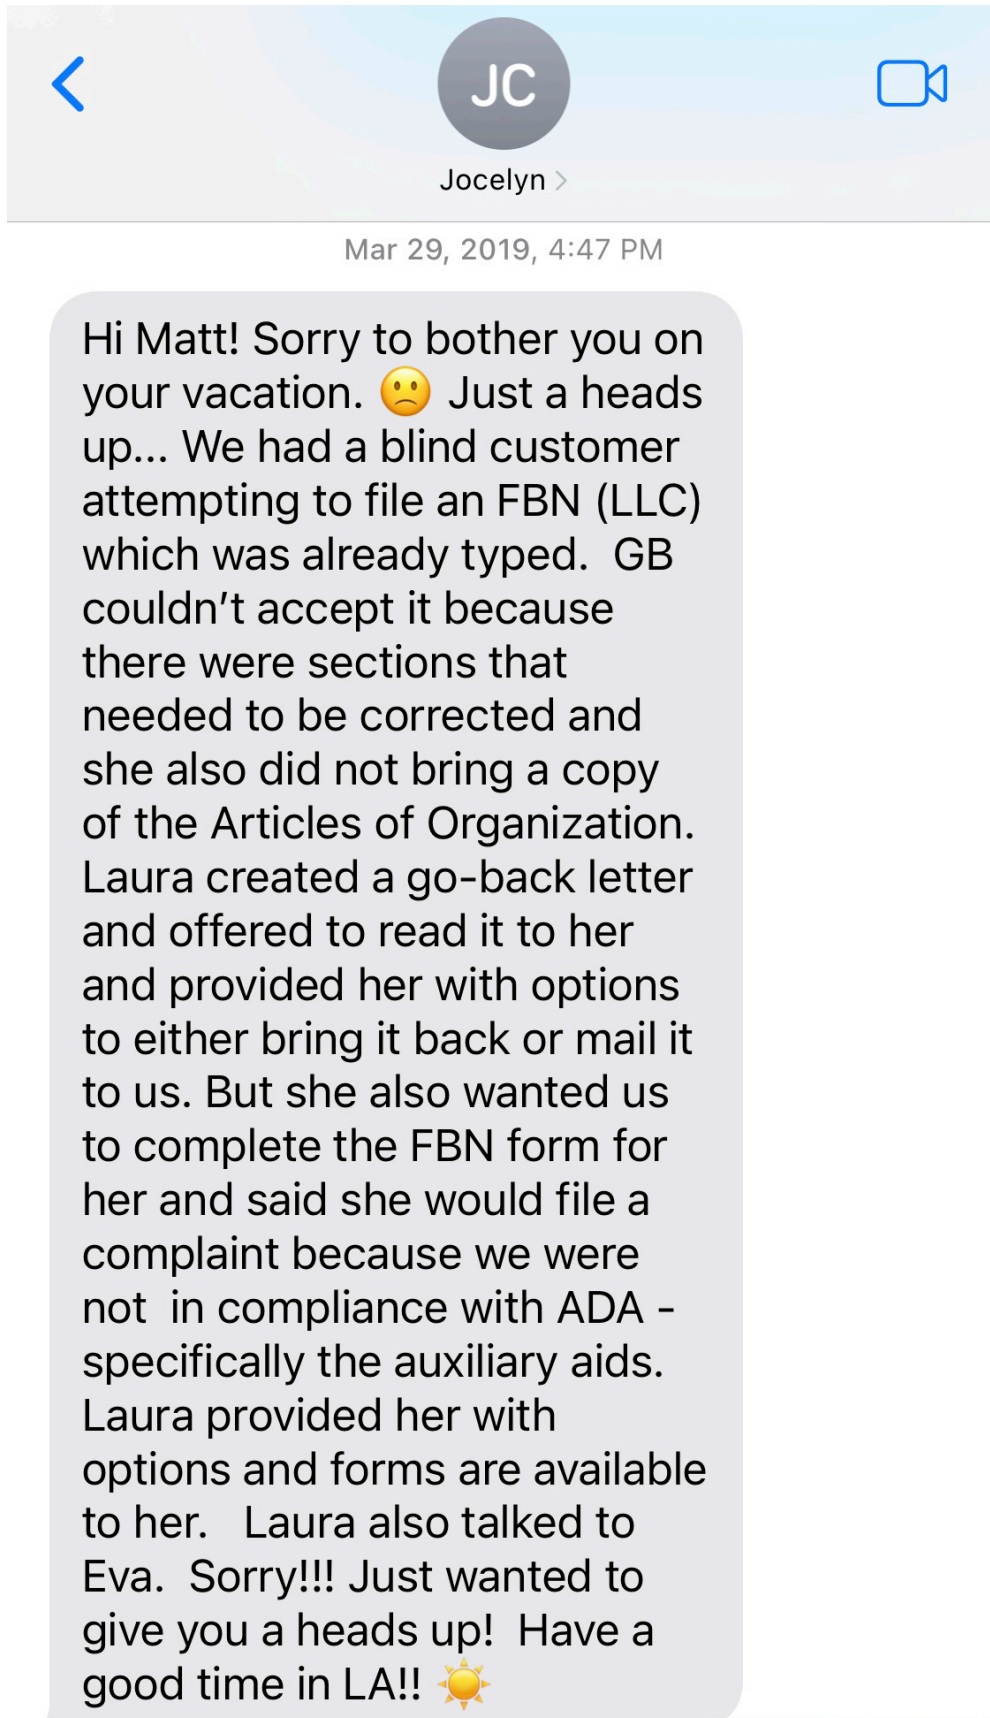 JC
Jocelyn
Mar 29, 2019, 4:47 PM
Hi Matt! Sorry to bother you on
your vacation. 🙁 Just a heads
up... We had a blind customer
attempting to file an FBN (LLC)
which was already typed.  GB
couldn’t accept it because
there were sections that
needed to be corrected and
she also did not bring a copy
of the Articles of Organization.
Laura created a go-back letter
and offered to read it to her
and provided her with options
to either bring it back or mail it
to us. But she also wanted us
to complete the FBN form for
her and said she would file a
complaint because we were
not  in compliance with ADA -
specifically the auxiliary aids.
Laura provided her with
options and forms are available
to her.   Laura also talked to
Eva.  Sorry!!! Just wanted to
give you a heads up!  Have a
good time in LA!! ☀️